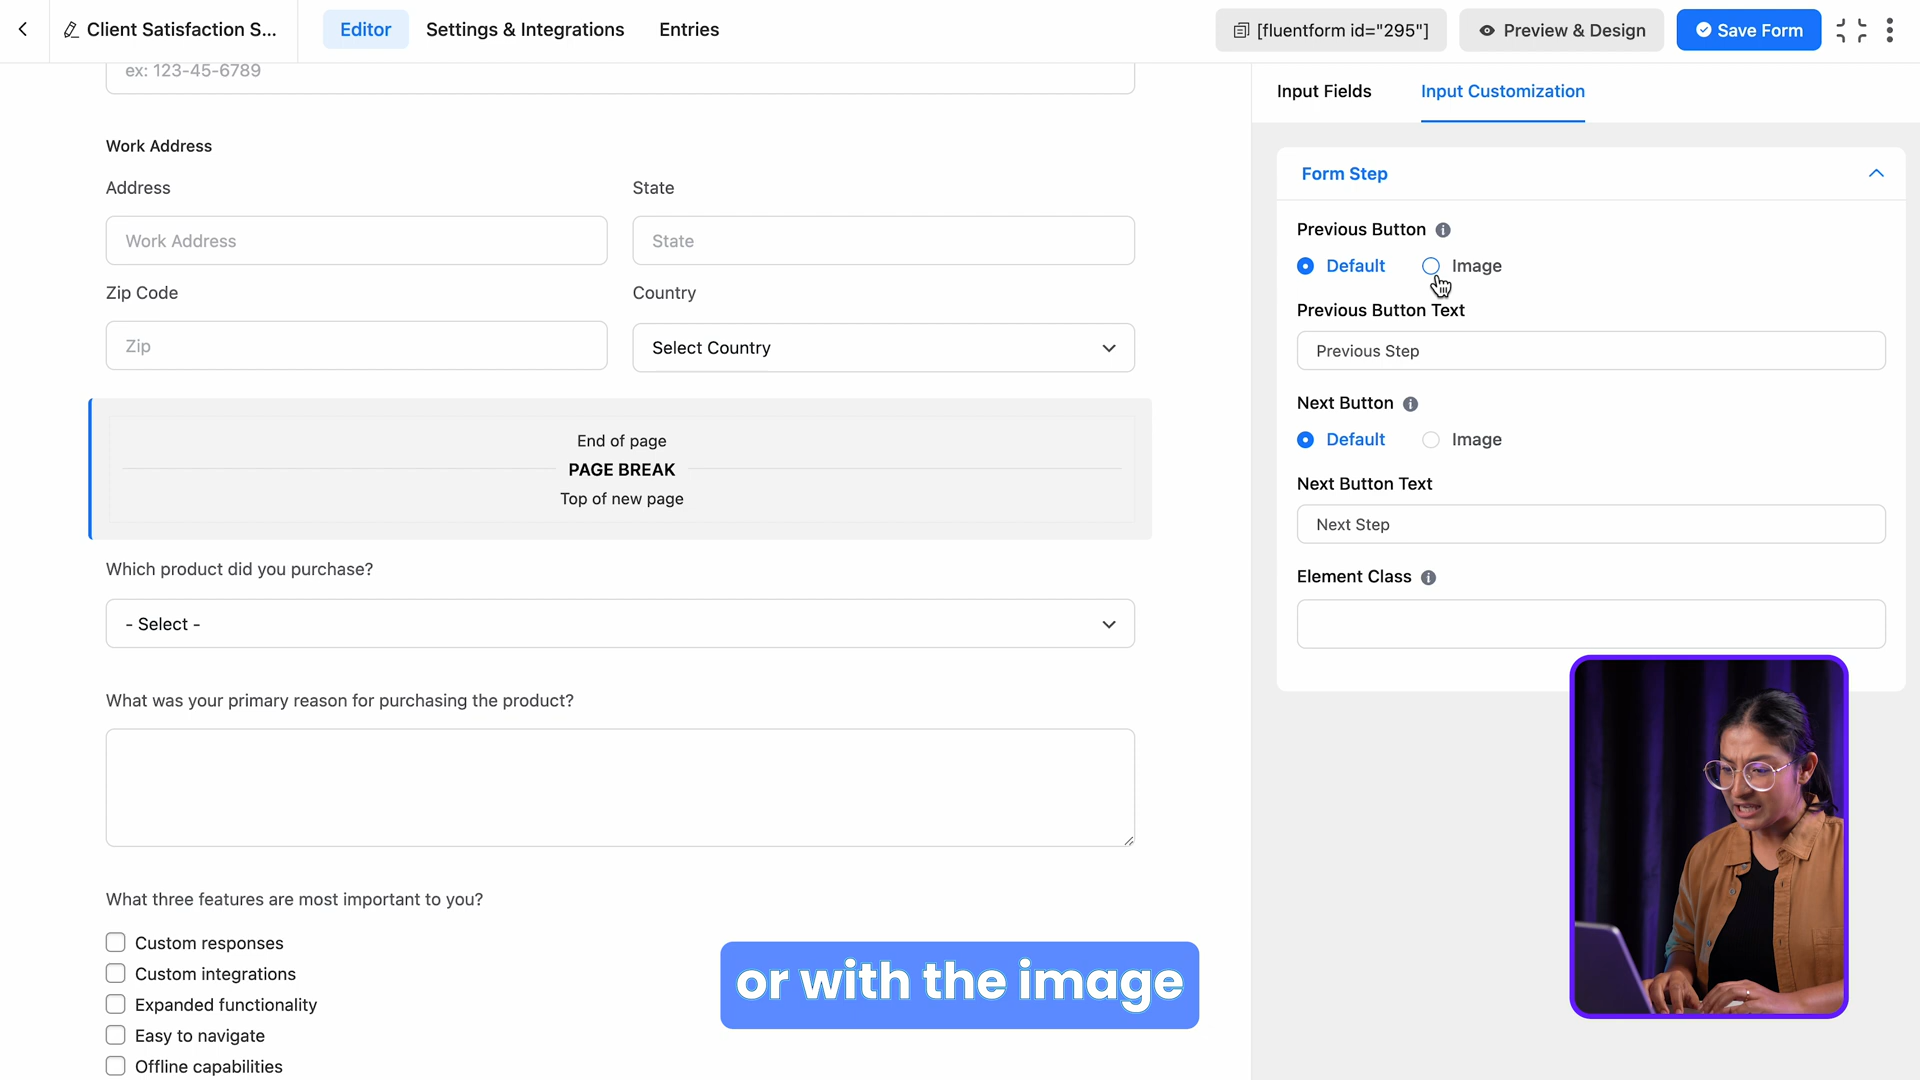 Client Satisfaction S...
Editor
Settings & Integrations
Entries
[fluentform id="295"]
Preview & Design
Save Form
ex: 123-45-6789
Work Address
Address
State
Work Address
State
Zip Code
Country
Zip
Select Country
End of page
PAGE BREAK
Top of new page
Which product did you purchase?
- Select -
What was your primary reason for purchasing the product?
What three features are most important to you?
Custom responses
Custom integrations
Expanded functionality
Easy to navigate
Offline capabilities
Input Fields
Input Customization
Form Step
Previous Button
Default
Image
Previous Button Text
Previous Step
Next Button
Default
Image
Next Button Text
Next Step
Element Class
or with the image